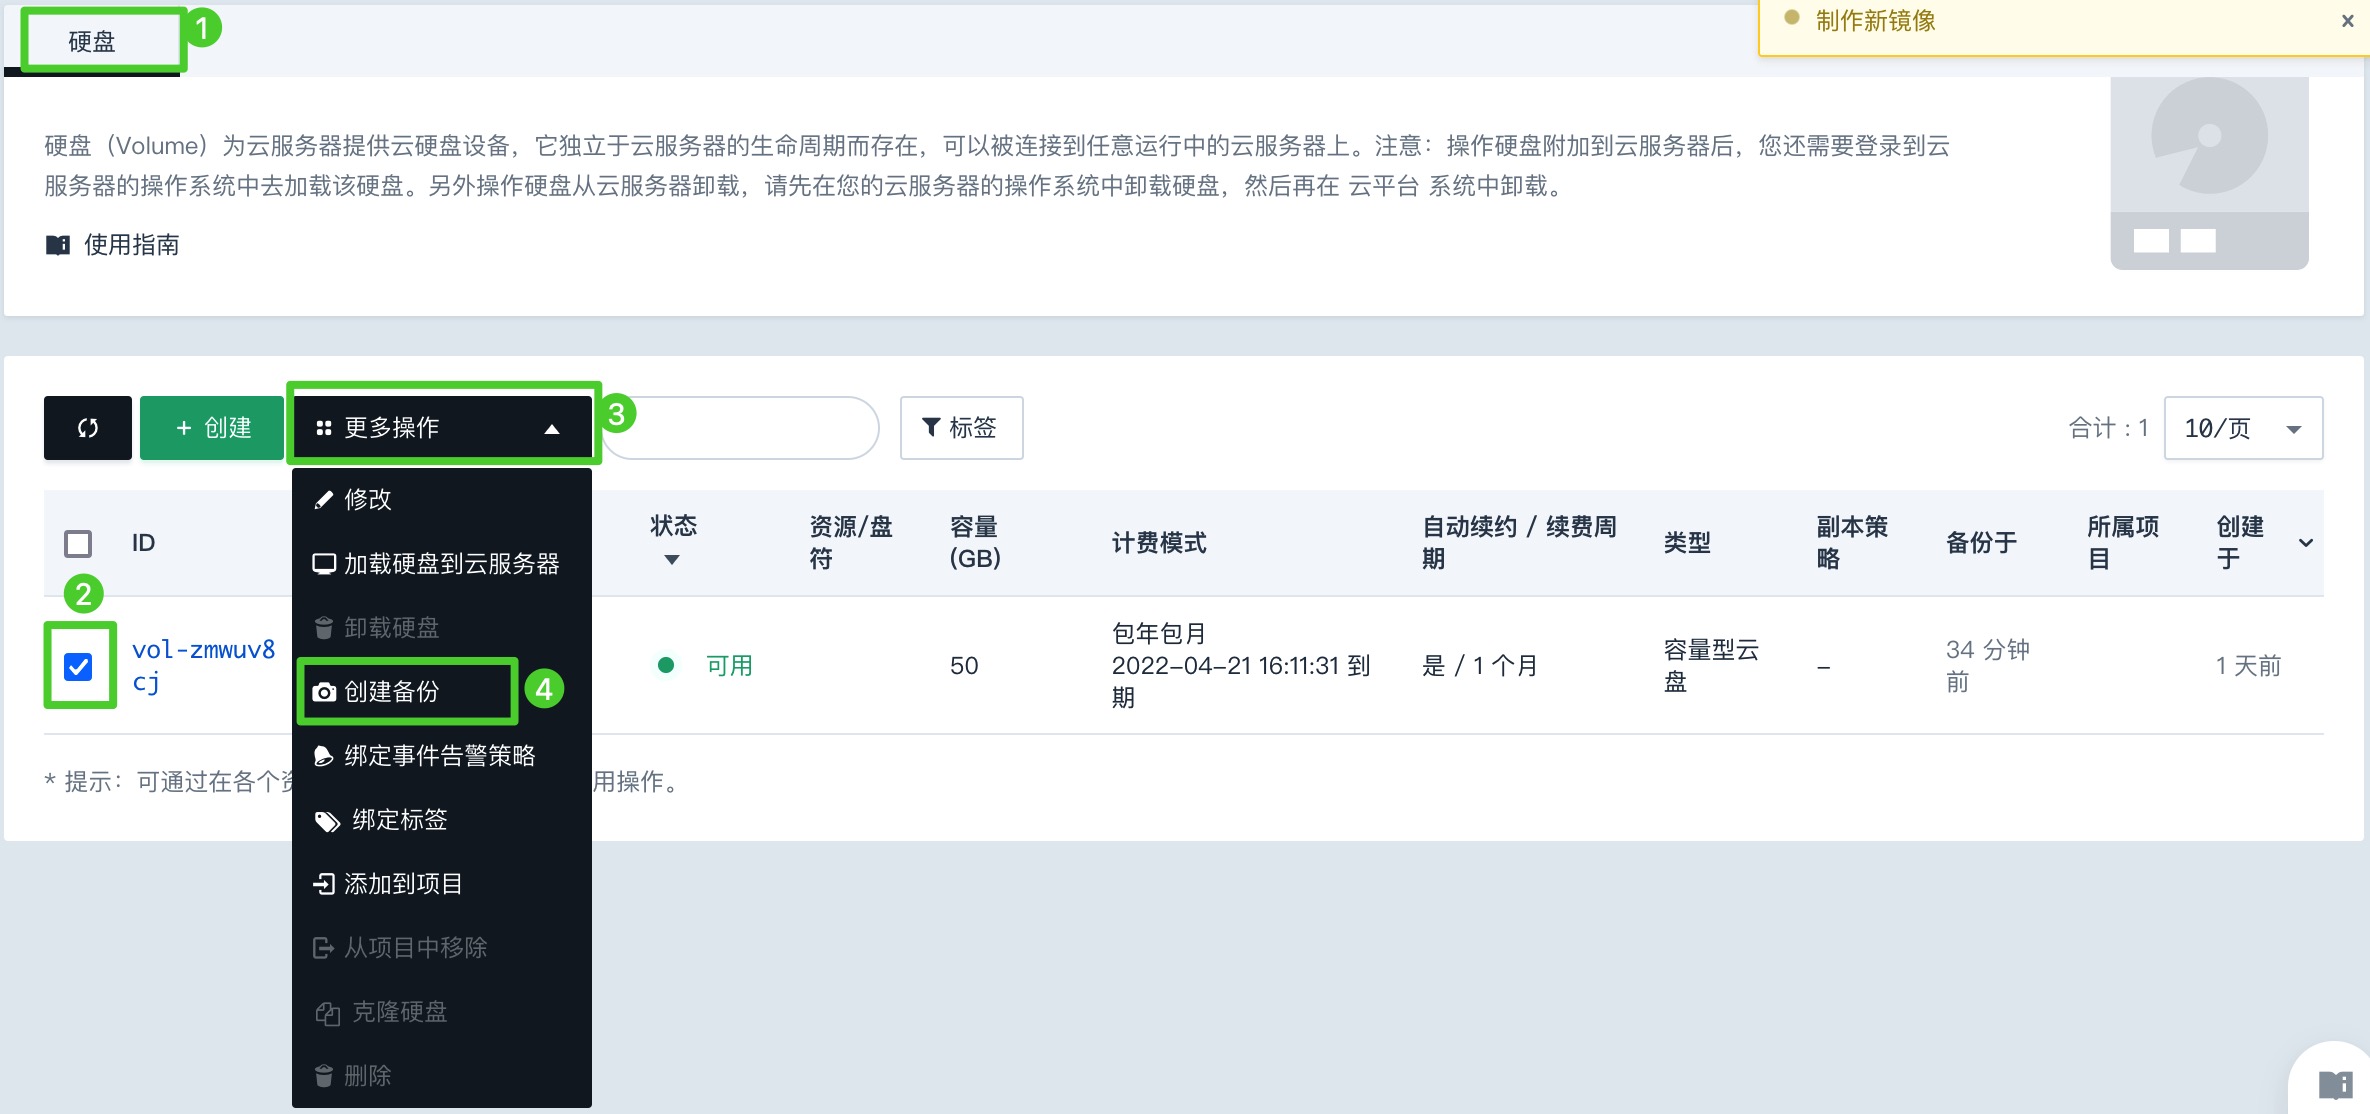 硬盘
1
制作新镜像
×
硬盘（Volume）为云服务器提供云硬盘设备，它独立于云服务器的生命周期而存在，可以被连接到任意运行中的云服务器上。注意：操作硬盘附加到云服务器后，您还需要登录到云
服务器的操作系统中去加载该硬盘。另外操作硬盘从云服务器卸载，请先在您的云服务器的操作系统中卸载硬盘，然后再在 云平台 系统中卸载。
使用指南
+ 创建
更多操作
3
标签
合计 : 1
10/页
修改
加载硬盘到云服务器
卸载硬盘
创建备份
4
绑定事件告警策略
绑定标签
添加到项目
从项目中移除
克隆硬盘
删除
ID
状态
资源/盘
符
容量
(GB)
计费模式
自动续约 / 续费周
期
类型
副本策
略
备份于
所属项
目
创建
于
2
vol-zmwuv8
cj
可用
50
包年包月
2022-04-21 16:11:31 到
期
是 / 1 个月
容量型云
盘
-
34 分钟
前
1 天前
* 提示：可通过在各个
用操作。